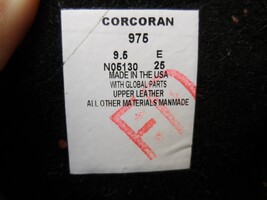 CORCORAN
975
9.5 E
N05130 25
MADE IN THE USA
WITH GLOBAL PARTS
UPPER LEATHER
ALL OTHER MATERIALS MANMADE